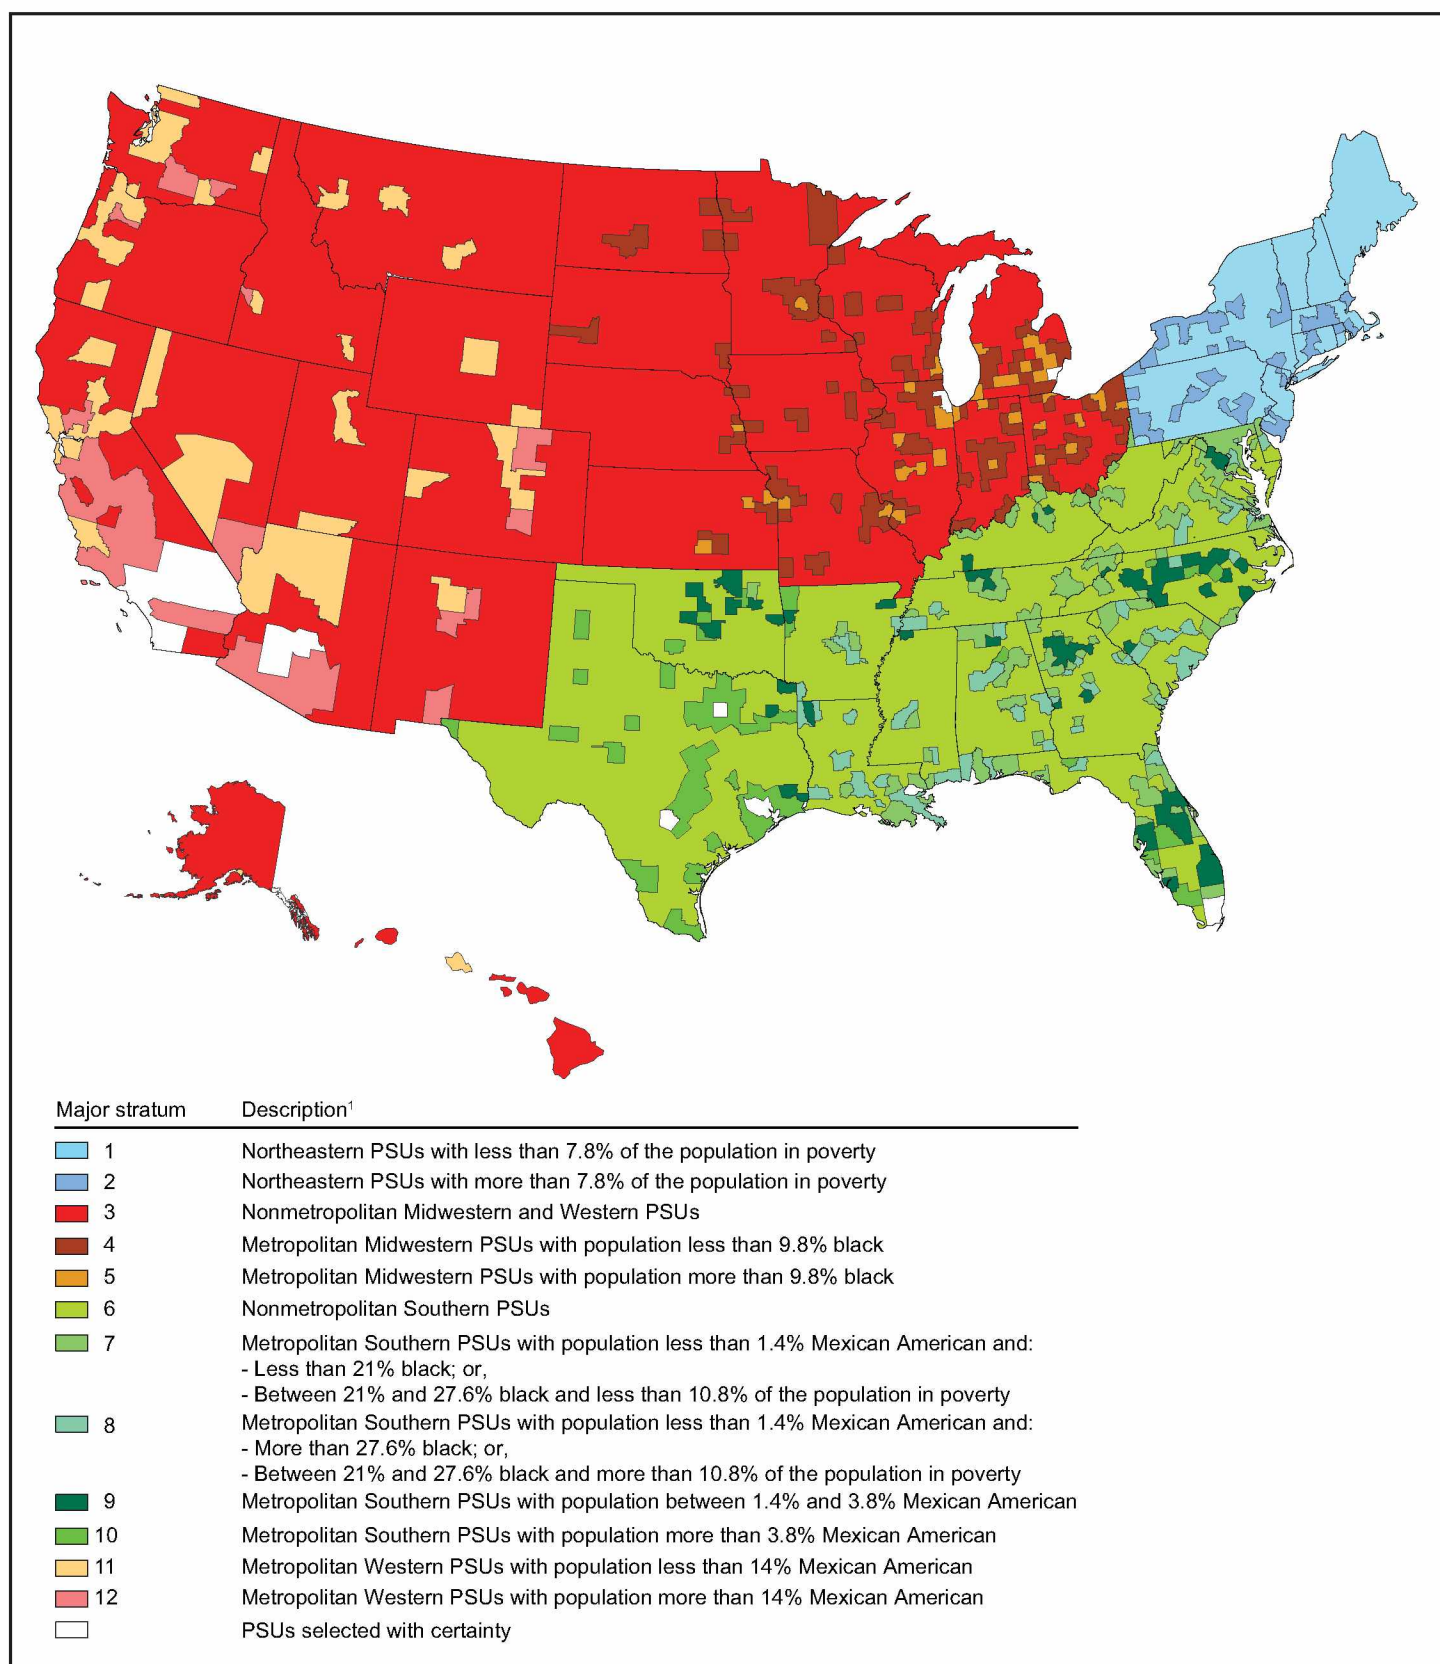 Major stratum Description¹
1 Northeastern PSUs with less than 7.8% of the population in poverty
2 Northeastern PSUs with more than 7.8% of the population in poverty
3 Nonmetropolitan Midwestern and Western PSUs
4 Metropolitan Midwestern PSUs with population less than 9.8% black
5 Metropolitan Midwestern PSUs with population more than 9.8% black
6 Nonmetropolitan Southern PSUs
7 Metropolitan Southern PSUs with population less than 1.4% Mexican American and:
- Less than 21% black; or,
- Between 21% and 27.6% black and less than 10.8% of the population in poverty
8 Metropolitan Southern PSUs with population less than 1.4% Mexican American and:
- More than 27.6% black; or,
- Between 21% and 27.6% black and more than 10.8% of the population in poverty
9 Metropolitan Southern PSUs with population between 1.4% and 3.8% Mexican American
10 Metropolitan Southern PSUs with population more than 3.8% Mexican American
11 Metropolitan Western PSUs with population less than 14% Mexican American
12 Metropolitan Western PSUs with population more than 14% Mexican American
PSUs selected with certainty